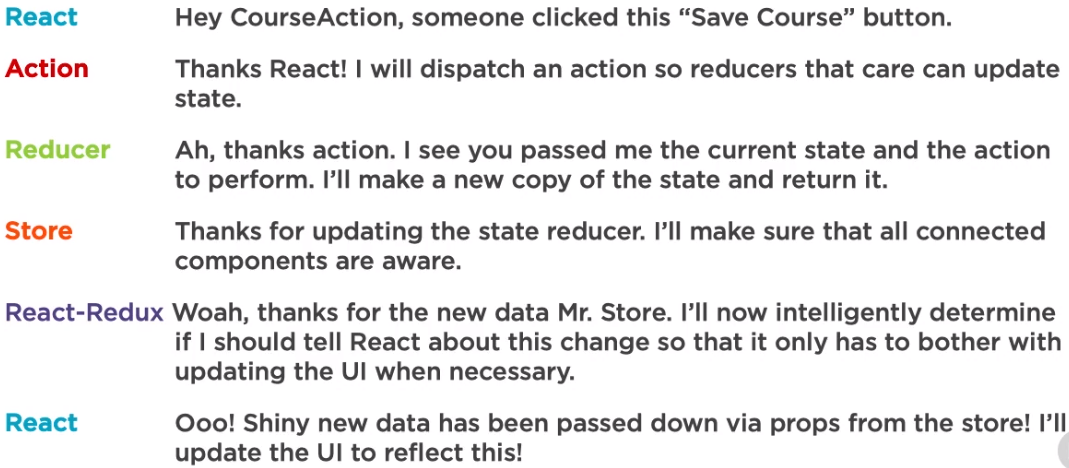 React Hey CourseAction, someone clicked this “Save Course” button.
Action Thanks React! I will dispatch an action so reducers that care can update
state.
Reducer Ah, thanks action. I see you passed me the current state and the action
to perform. I’ll make a new copy of the state and return it.
Store Thanks for updating the state reducer. I’ll make sure that all connected
components are aware.
React-Redux Woah, thanks for the new data Mr. Store. I’ll now intelligently determine
if I should tell React about this change so that it only has to bother with
updating the UI when necessary.
React Ooo! Shiny new data has been passed down via props from the store! I’ll
update the UI to reflect this!